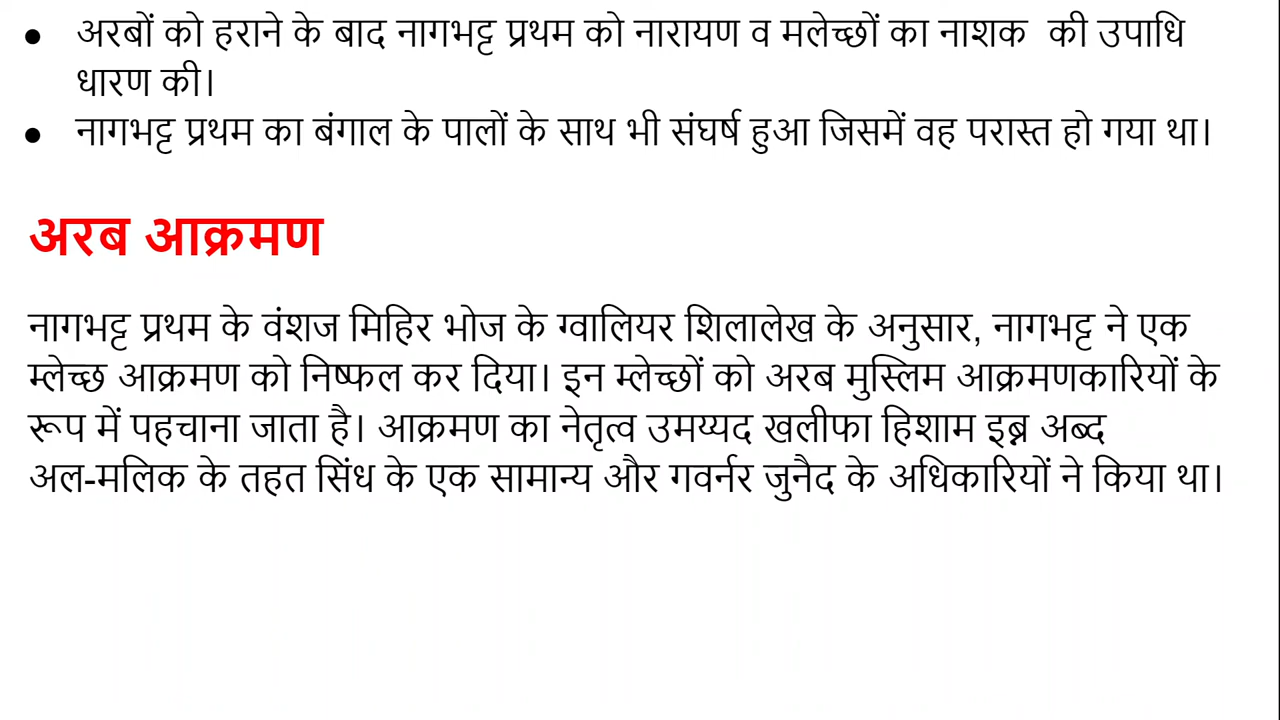 ● अरबों को हराने के बाद नागभट्ट प्रथम को नारायण व मलेच्छों का नाशक की उपाधि
धारण की।
● नागभट्ट प्रथम का बंगाल के पालों के साथ भी संघर्ष हुआ जिसमें वह परास्त हो गया था।
अरब आक्रमण
नागभट्ट प्रथम के वंशज मिहिर भोज के ग्वालियर शिलालेख के अनुसार, नागभट्ट ने एक
म्लेच्छ आक्रमण को निष्फल कर दिया। इन म्लेच्छों को अरब मुस्लिम आक्रमणकारियों के
रूप में पहचाना जाता है। आक्रमण का नेतृत्व उमय्यद खलीफा हिशाम इब्न अब्द
अल-मलिक के तहत सिंध के एक सामान्य और गवर्नर जुनैद के अधिकारियों ने किया था।